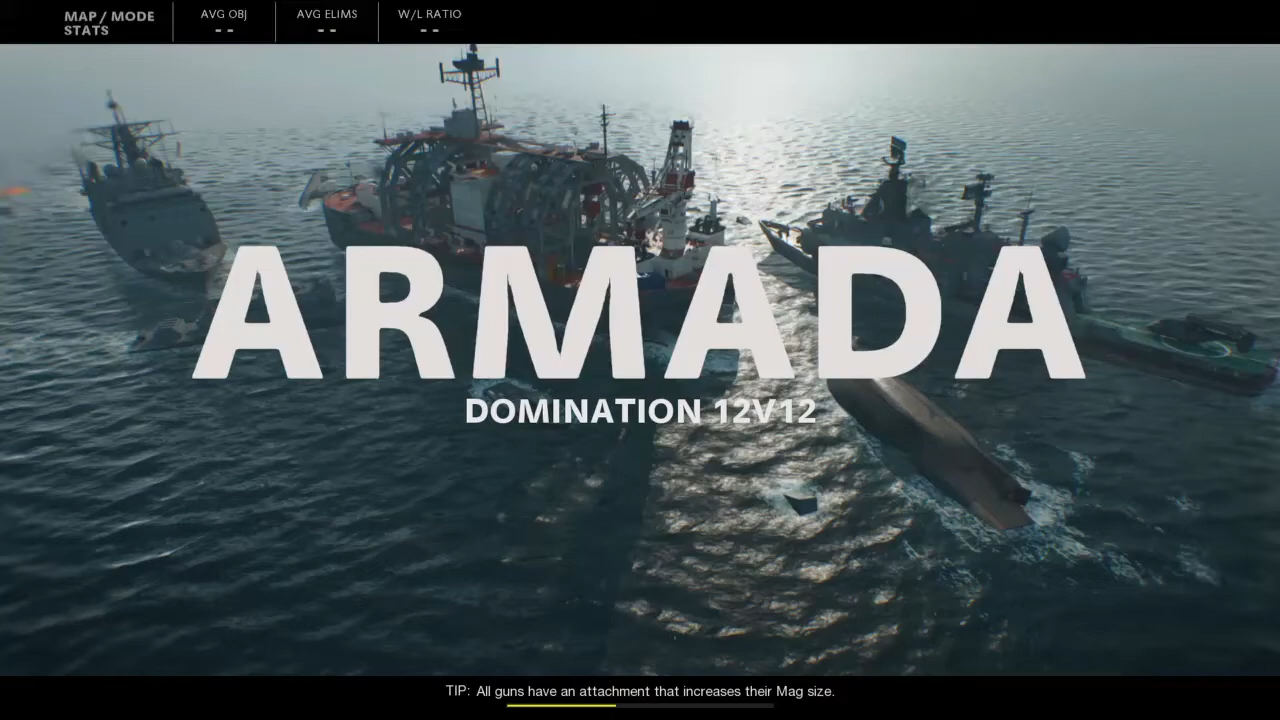 MAP / MODE
STATS
AVG OBJ
- -
AVG ELIMS
- -
W/L RATIO
- -
ARMADA
DOMINATION 12V12
TIP: All guns have an attachment that increases their Mag size.